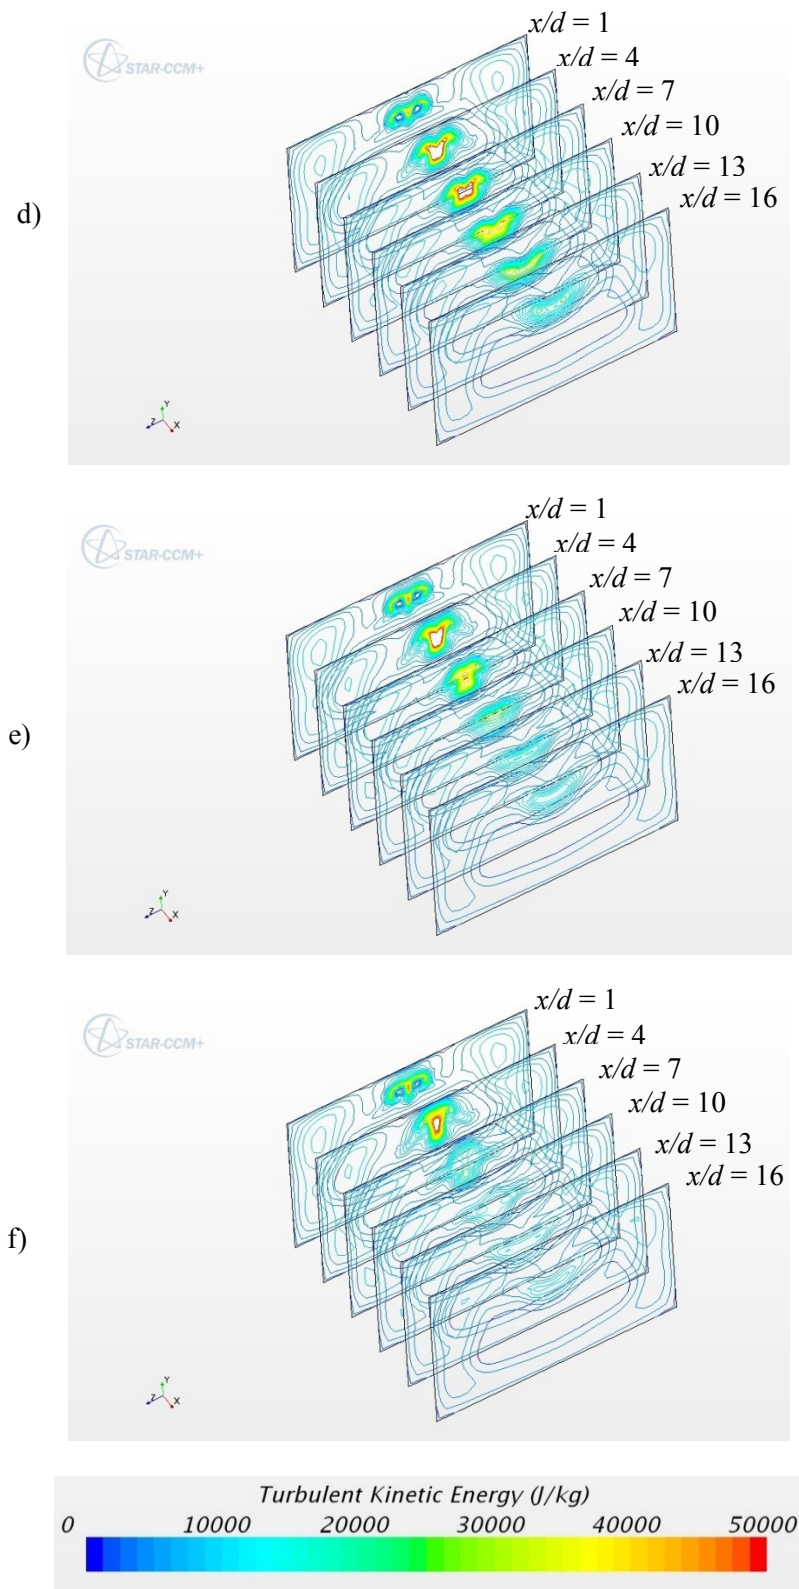 x/d = 1
x/d = 4
x/d = 7
x/d = 10
x/d = 13
x/d = 16
STAR-CCM+
d)
Y
Z
X
x/d = 1
x/d = 4
x/d = 7
x/d = 10
x/d = 13
x/d = 16
STAR-CCM+
e)
Y
Z
X
x/d = 1
x/d = 4
x/d = 7
x/d = 10
x/d = 13
x/d = 16
STAR-CCM+
f)
Y
Z
X
Turbulent Kinetic Energy (J/kg)
0 10000 20000 30000 40000 50000